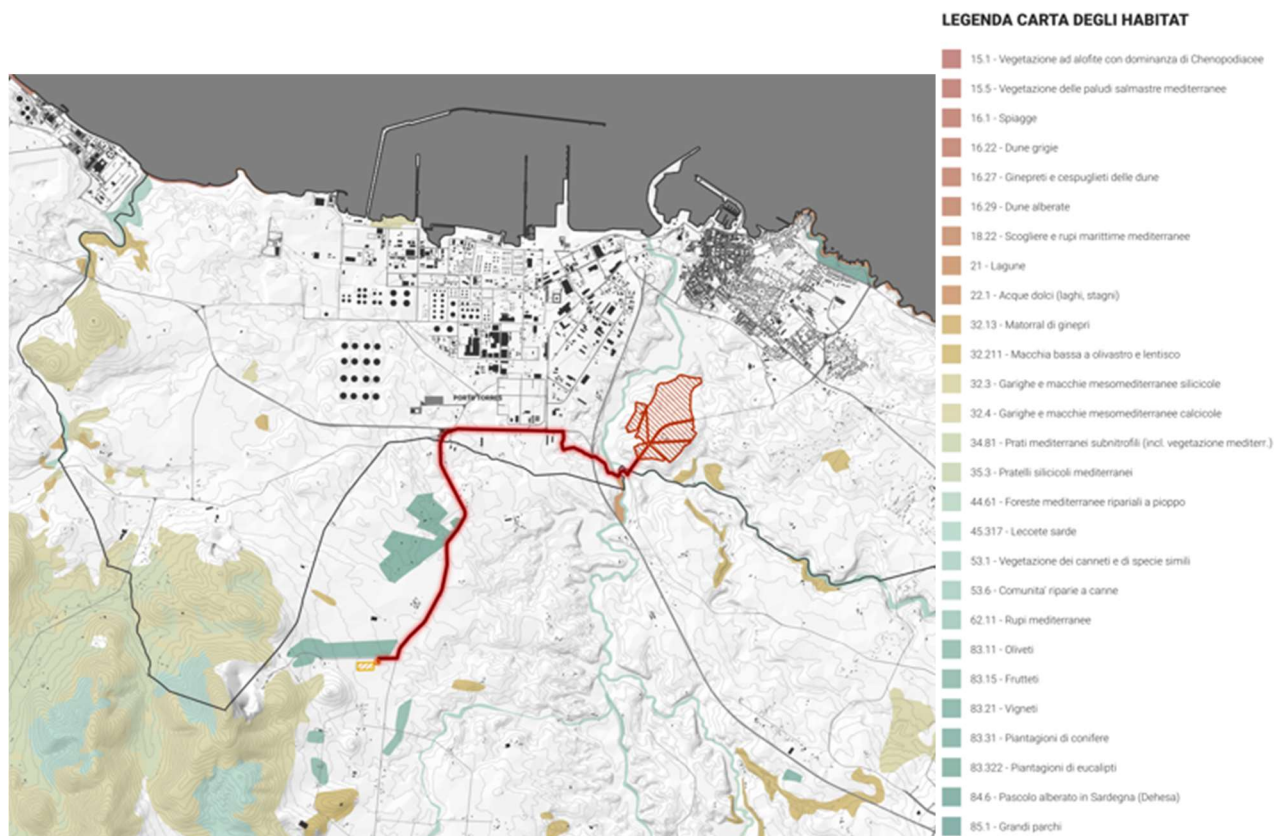 LEGENDA CARTA DEGLI HABITAT
15.1 - Vegetazione ad alofite con dominanza di Chenopodiacee
15.5 - Vegetazione delle paludi salmastre mediterranee
16.1 - Spiagge
16.22 - Dune grigie
16.27 - Ginepreti e cespuglieti delle dune
16.29 - Dune alberate
18.22 - Scogliere e rupi marittime mediterranee
21 - Lagune
22.1 - Acque dolci (laghi, stagni)
32.13 - Matorral di ginepri
32.211 - Macchia bassa a olivastro e lentisco
32.3 - Garighe e macchie mesomediterranee silicicole
32.4 - Garighe e macchie mesomediterranee calcicole
34.81 - Prati mediterranei subnitrofili (incl. vegetazione mediterr.)
35.3 - Pratelli silicicoli mediterranei
44.61 - Foreste mediterranee ripariali a pioppo
45.317 - Leccete sarde
53.1 - Vegetazione dei canneti e di specie simili
53.6 - Comunita' riparie a canne
62.11 - Rupi mediterranee
83.11 - Oliveti
83.15 - Frutteti
83.21 - Vigneti
83.31 - Piantagioni di conifere
83.322 - Piantagioni di eucalipti
84.6 - Pascolo alberato in Sardegna (Dehesa)
85.1 - Grandi parchi
PORTO TORRES